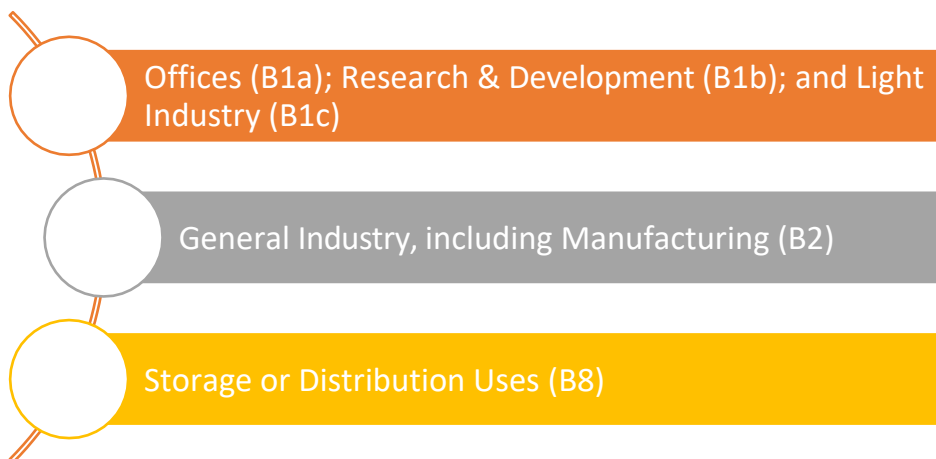 Offices (B1a); Research & Development (B1b); and Light
Industry (B1c)
General Industry, including Manufacturing (B2)
Storage or Distribution Uses (B8)